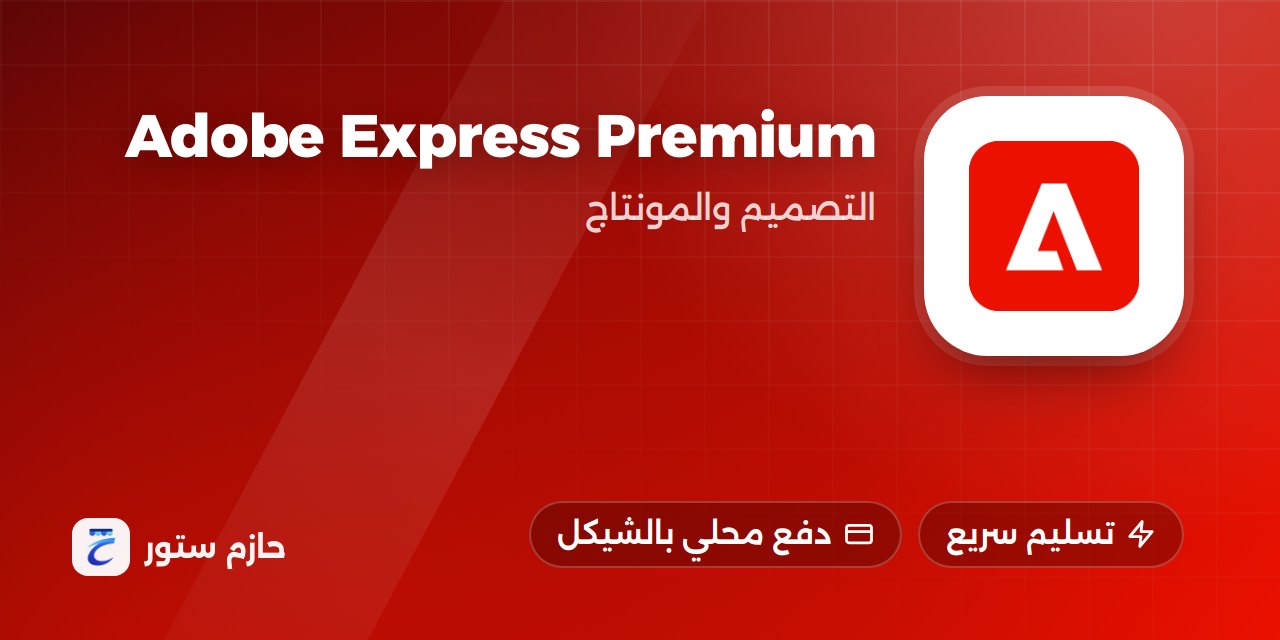 Adobe Express Premium
التصميم والمونتاج
تسليم سريع
دفع محلي بالشيكل
حازم ستور